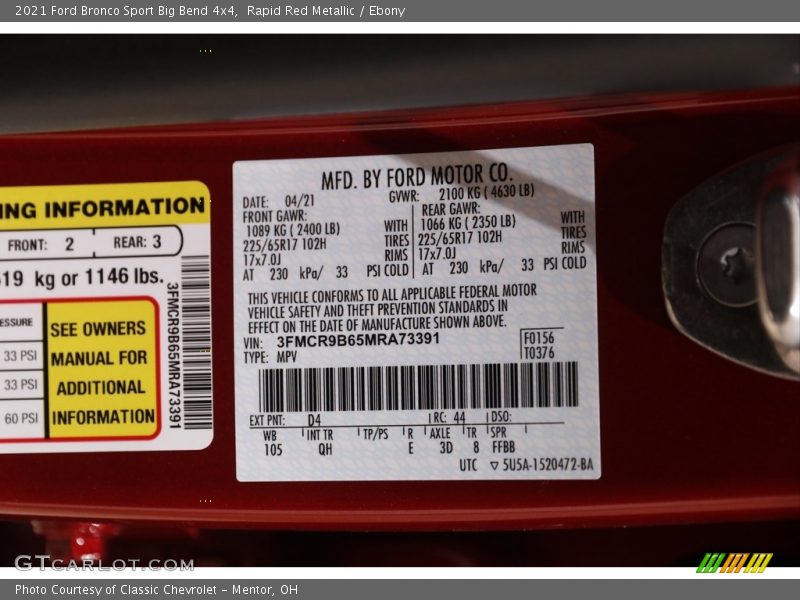 2021 Ford Bronco Sport Big Bend 4x4,  Rapid Red Metallic / Ebony
NG INFORMATION
FRONT: 2 REAR: 3
519 kg or 1146 lbs.
33 PSI
33 PSI
60 PSI
SEE OWNERS
MANUAL FOR
ADDITIONAL
INFORMATION
3FMCR9B65MRA73391
MFD. BY FORD MOTOR CO.
DATE: 04/21 GVWR: 2100 KG ( 4630 LB)
FRONT GAWR: REAR GAWR:
1089 KG ( 2400 LB) WITH 1066 KG ( 2350 LB) WITH
225/65R17 102H TIRES 225/65R17 102H TIRES
17x7.0J RIMS 17x7.0J RIMS
AT 230 kPa/ 33 PSI COLD AT 230 kPa/ 33 PSI COLD
THIS VEHICLE CONFORMS TO ALL APPLICABLE FEDERAL MOTOR
VEHICLE SAFETY AND THEFT PREVENTION STANDARDS IN
EFFECT ON THE DATE OF MANUFACTURE SHOWN ABOVE.
VIN: 3FMCR9B65MRA73391 F0156
TYPE: MPV T0376
EXT PNT: D4 RC: 44 DSO:
WB INT TR TP/PS R AXLE TR SPR
105 QH E 3D 8 FFBB
UTC ▽ 5U5A-1520472-BA
GTCARLOT.COM
Photo Courtesy of Classic Chevrolet - Mentor, OH